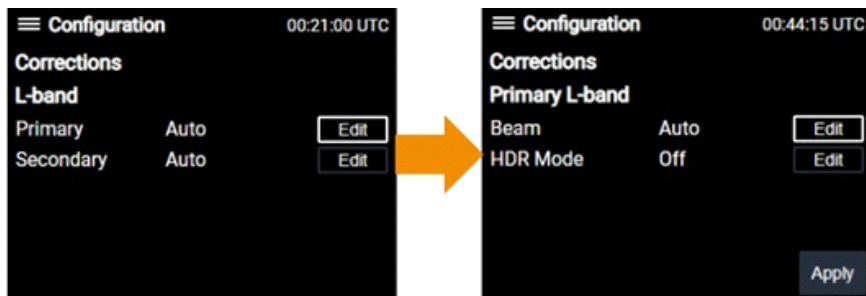 Configuration 00:21:00 UTC
Corrections
L-band
Primary Auto Edit
Secondary Auto Edit
Configuration 00:44:15 UTC
Corrections
Primary L-band
Beam Auto Edit
HDR Mode Off Edit
Apply